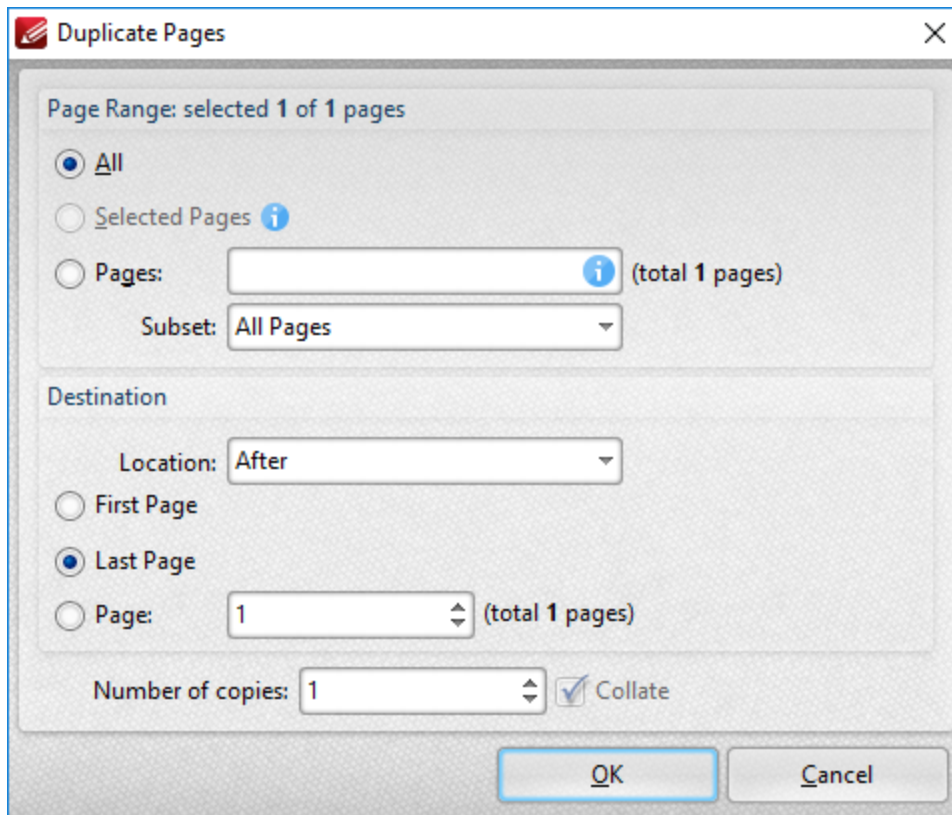 Duplicate Pages
Page Range: selected 1 of 1 pages
All
Selected Pages
Pages: (total 1 pages)
Subset: All Pages
Destination
Location: After
First Page
Last Page
Page: 1 (total 1 pages)
Number of copies: 1 Collate
OK Cancel